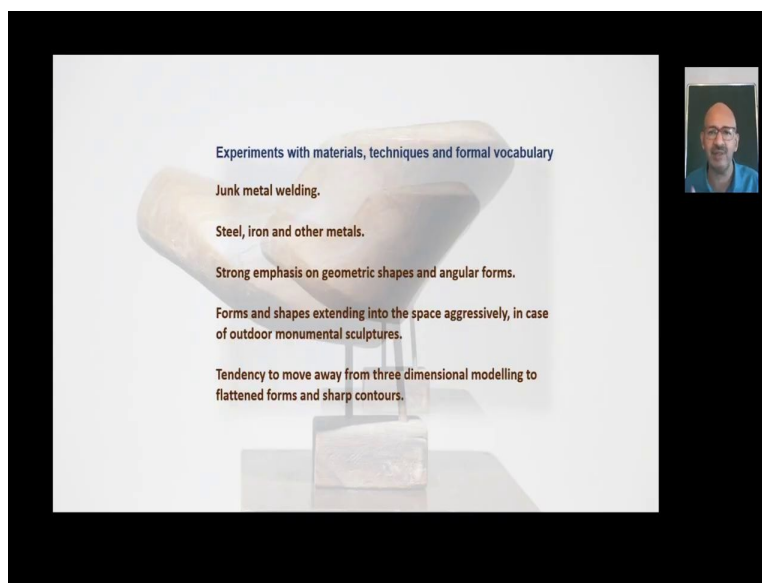 Experiments with materials, techniques and formal vocabulary
Junk metal welding.
Steel, iron and other metals.
Strong emphasis on geometric shapes and angular forms.
Forms and shapes extending into the space aggressively, in case
of outdoor monumental sculptures.
Tendency to move away from three dimensional modelling to
flattened forms and sharp contours.